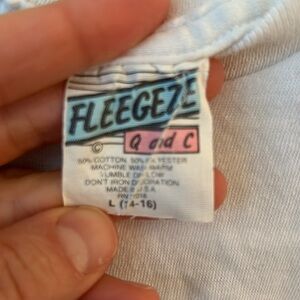 FLEEGEZE
©
Q and C
50% COTTON 50% POLYESTER
MACHINE WASH WARM
TUMBLE DRY LOW
DON'T IRON DECORATION
MADE IN U.S.A.
L (14-16)